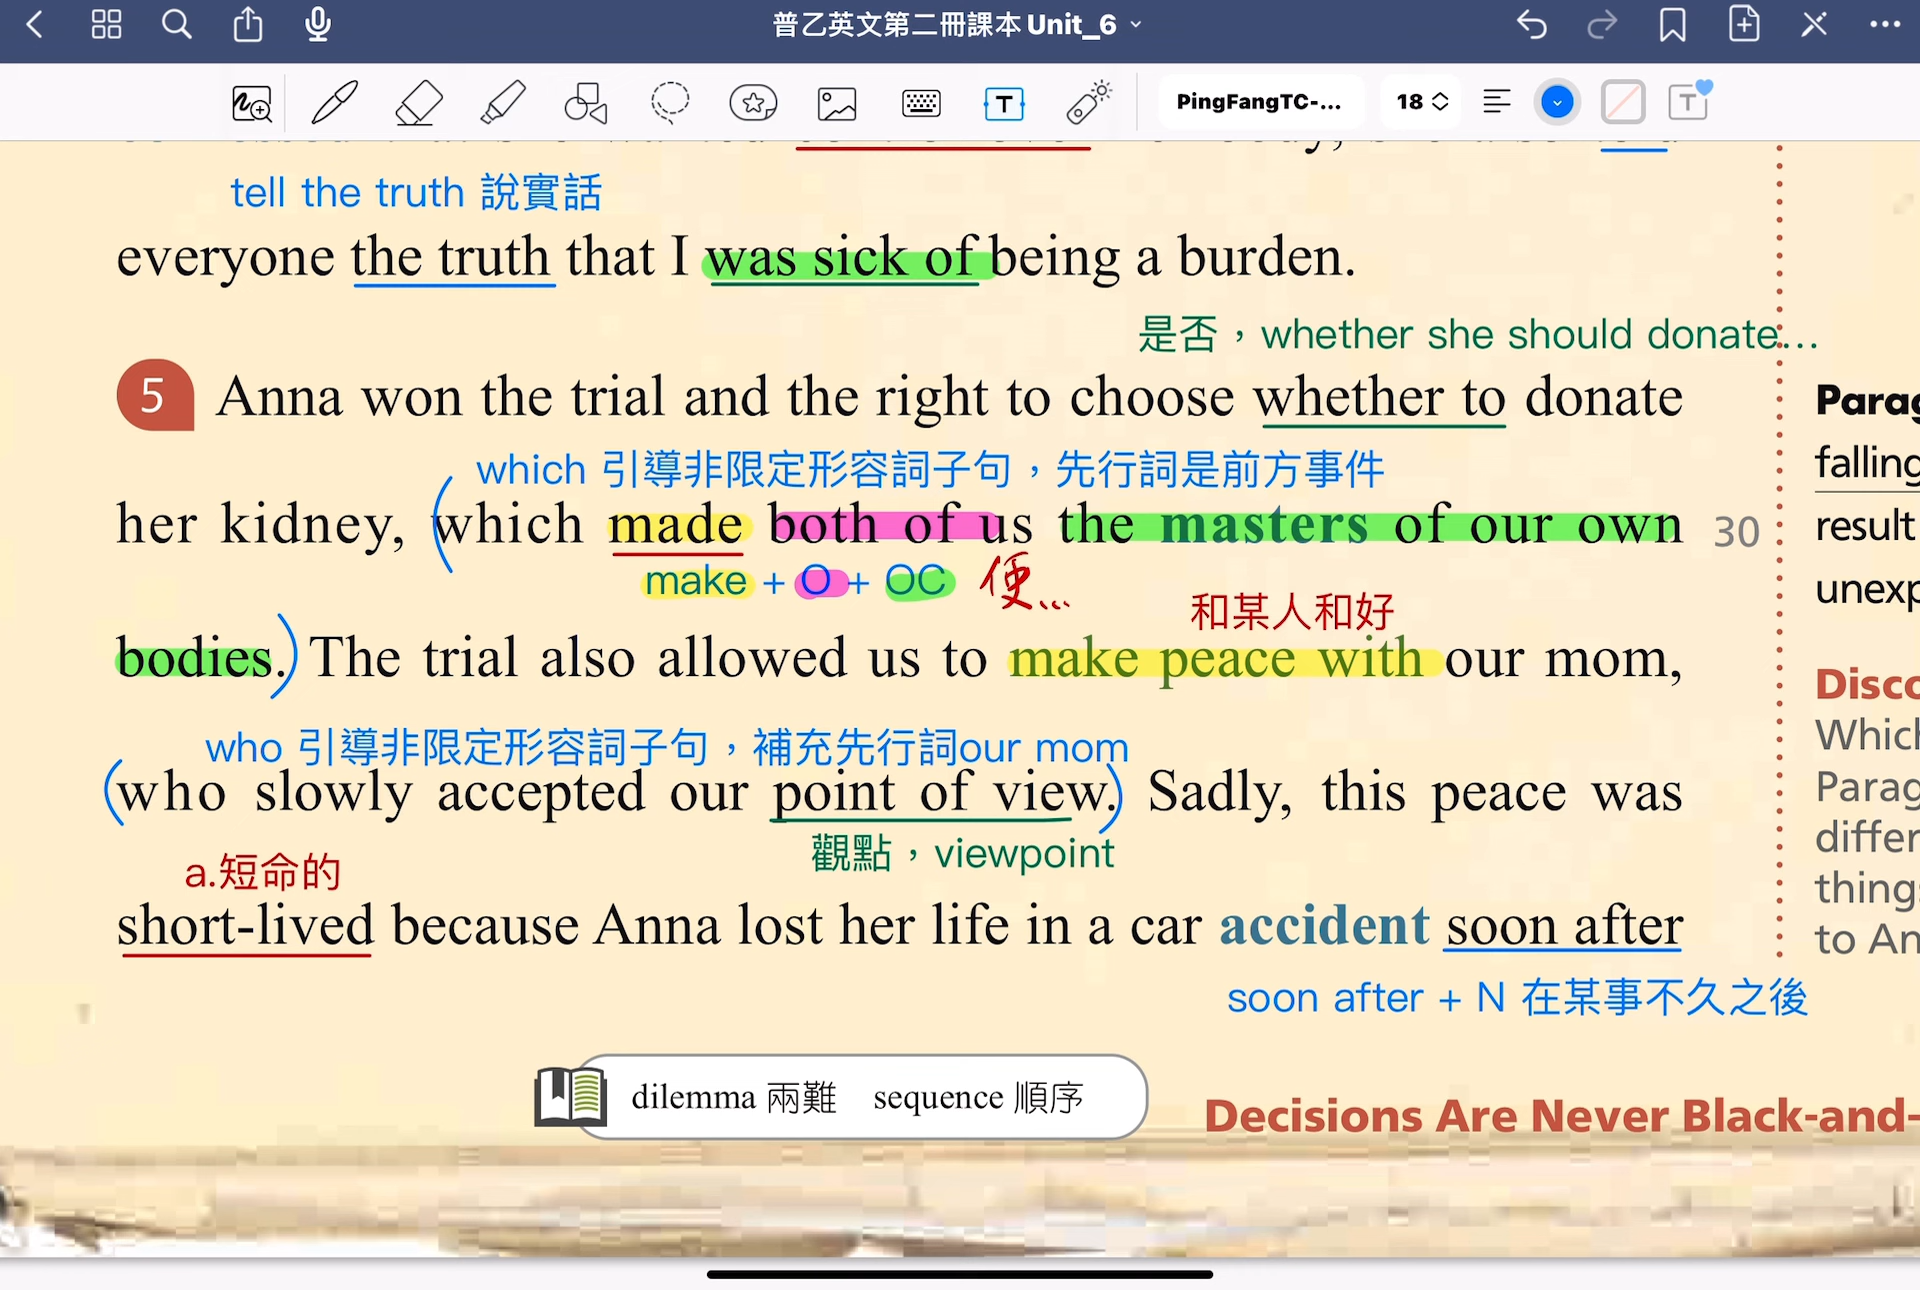 普乙英文第二冊課本 Unit_6
PingFangTC-... 18
tell the truth 說實話
everyone the truth that I was sick of being a burden.
是否，whether she should donate...
5 Anna won the trial and the right to choose whether to donate
which 引導非限定形容詞子句，先行詞是前方事件
her kidney, (which made both of us the masters of our own 30
make + O + OC 使...
和某人和好
bodies.) The trial also allowed us to make peace with our mom,
who 引導非限定形容詞子句，補充先行詞our mom
(who slowly accepted our point of view.) Sadly, this peace was
觀點，viewpoint
a.短命的
short-lived because Anna lost her life in a car accident soon after
soon after + N 在某事不久之後
dilemma 兩難 sequence 順序
Decisions Are Never Black-and-
Parag
falling
result
unexp
Disco
Which
Parag
differ
things
to An